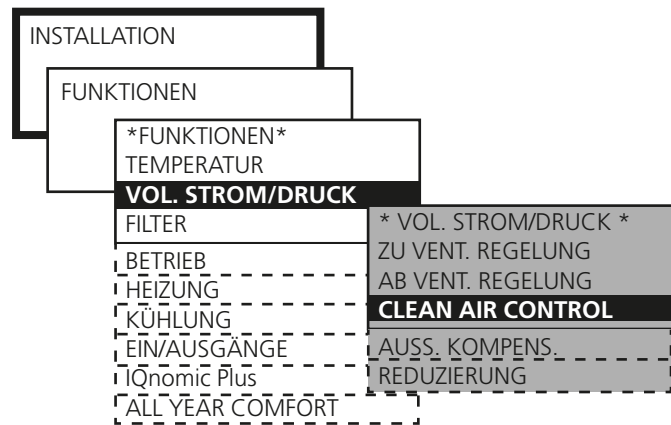 INSTALLATION
FUNKTIONEN
*FUNKTIONEN*
TEMPERATUR
VOL. STROM/DRUCK
FILTER
BETRIEB
HEIZUNG
KÜHLUNG
EIN/AUSGÄNGE
IQnomic Plus
ALL YEAR COMFORT
* VOL. STROM/DRUCK *
ZU VENT. REGELUNG
AB VENT. REGELUNG
CLEAN AIR CONTROL
AUSS. KOMPENS.
REDUZIERUNG